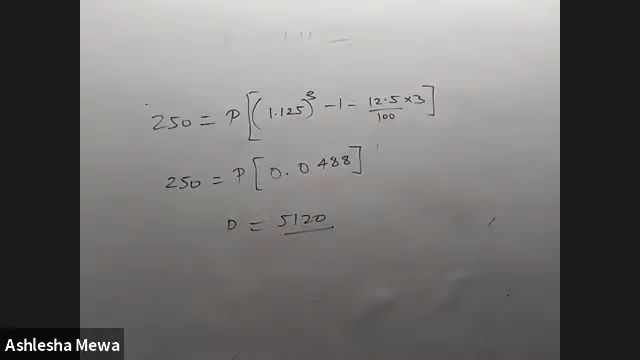 250 = P[(1.125)^3 - 1 - 12.5 × 3 / 100]
250 = P[0.0488]
P = 5120
Ashlesha Mewa